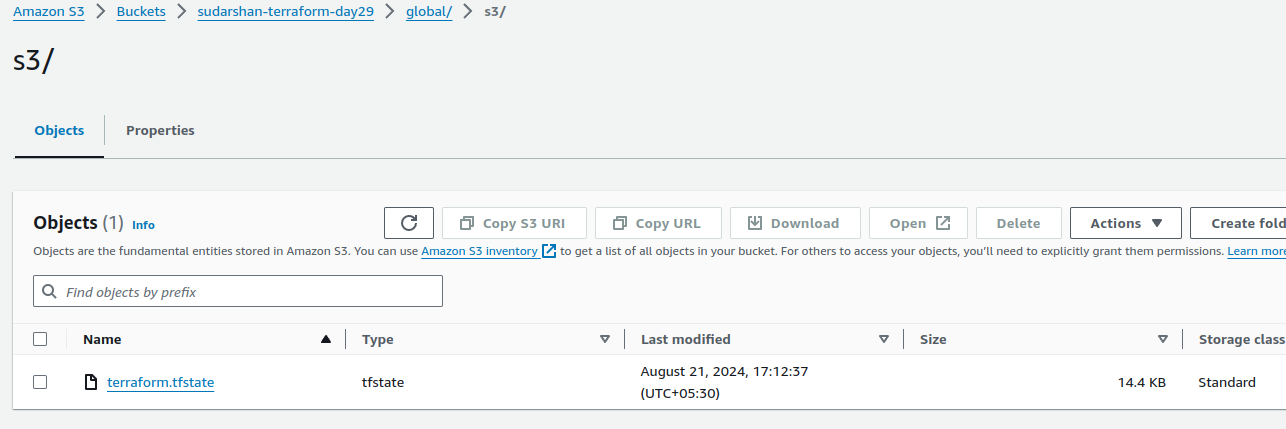 Amazon S3 > Buckets > sudarshan-terraform-day29 > global/ > s3/
s3/
Objects Properties
Objects (1) Info Copy S3 URI Copy URL Download Open Delete Actions Create
Objects are the fundamental entities stored in Amazon S3. You can use Amazon S3 inventory to get a list of all objects in your bucket. For others to access your objects, you'll need to explicitly grant them permissions. Learn more
Find objects by prefix
Name Type Last modified Size Storage class
terraform.tfstate tfstate August 21, 2024, 17:12:37 (UTC+05:30) 14.4 KB Standard